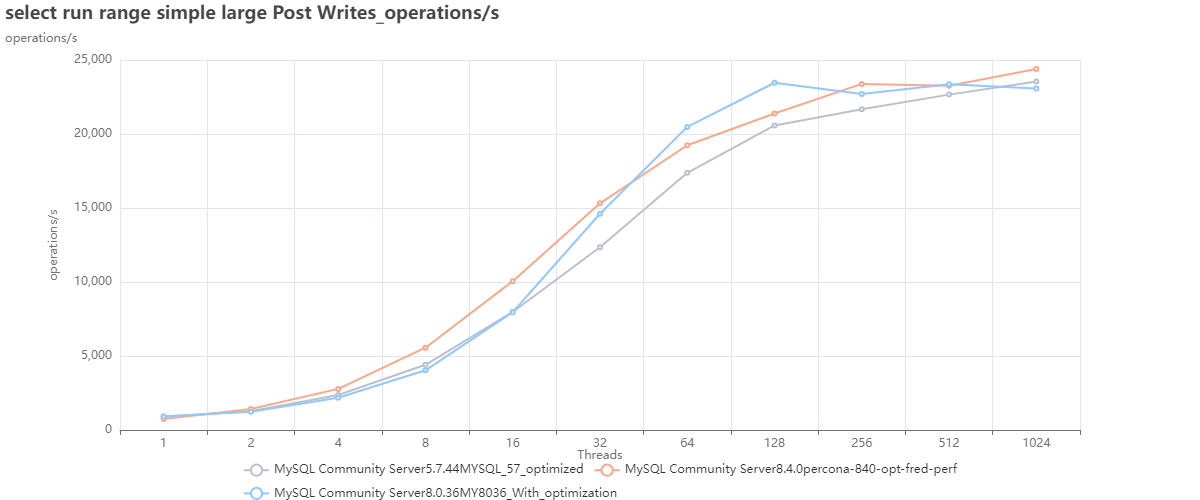 select run range simple large Post Writes_operations/s
operations/s
25,000
20,000
15,000
10,000
5,000
0
operations/s
1 2 4 8 16 32 64 128 256 512 1024
Threads
MySQL Community Server5.7.44MYSQL_57_optimized MySQL Community Server8.4.0percona-840-opt-fred-perf
MySQL Community Server8.0.36MY8036_With_optimization